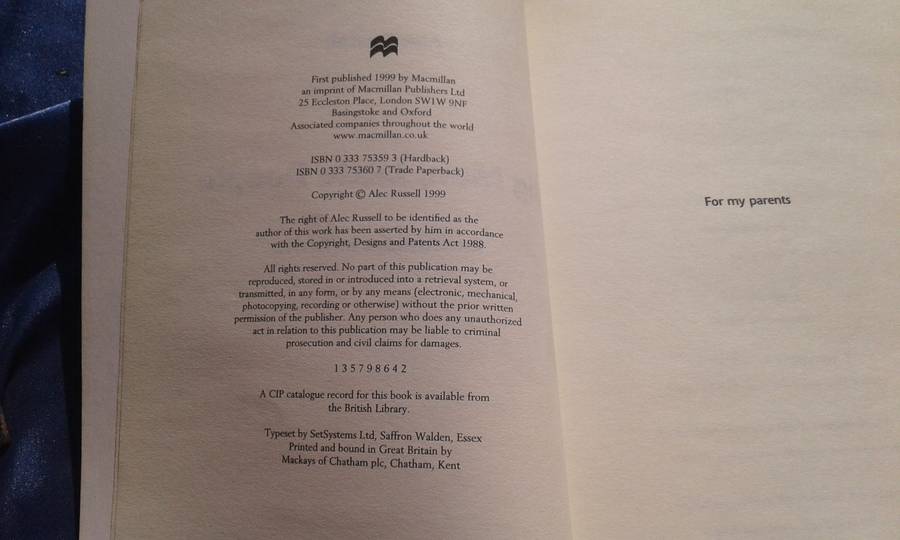 First published 1999 by Macmillan
an imprint of Macmillan Publishers Ltd
25 Eccleston Place, London SW1W 9NF
Basingstoke and Oxford
Associated companies throughout the world
www.macmillan.co.uk
ISBN 0 333 75359 3 (Hardback)
ISBN 0 333 75360 7 (Trade Paperback)
Copyright © Alec Russell 1999
The right of Alec Russell to be identified as the
author of this work has been asserted by him in accordance
with the Copyright, Designs and Patents Act 1988.
All rights reserved. No part of this publication may be
reproduced, stored in or introduced into a retrieval system, or
transmitted, in any form, or by any means (electronic, mechanical,
photocopying, recording or otherwise) without the prior written
permission of the publisher. Any person who does any unauthorized
act in relation to this publication may be liable to criminal
prosecution and civil claims for damages.
1 3 5 7 9 8 6 4 2
A CIP catalogue record for this book is available from
the British Library.
Typeset by SetSystems Ltd, Saffron Walden, Essex
Printed and bound in Great Britain by
Mackays of Chatham plc, Chatham, Kent
For my parents